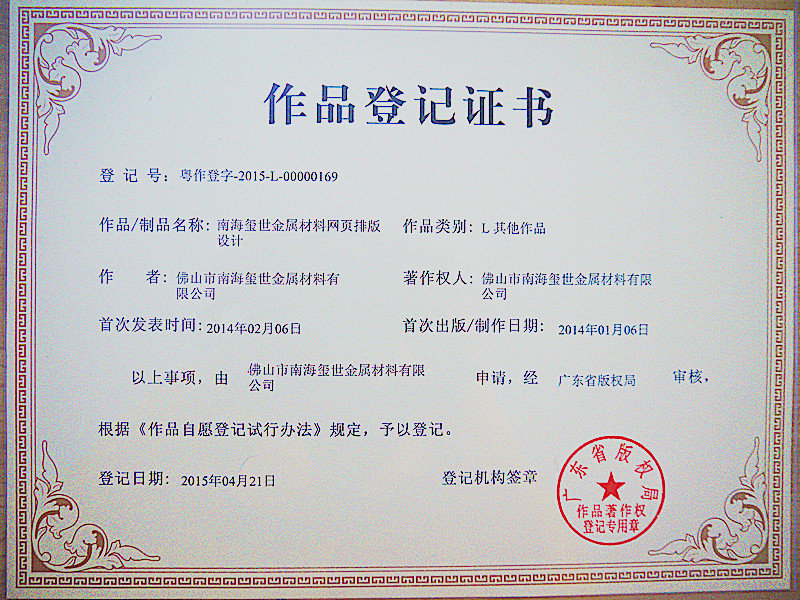 作品登记证书
登 记 号：粤作登字-2015-L-00000169
作品/制品名称：南海玺世金属材料网页排版 作品类别：L 其他作品
设计
作 者：佛山市南海玺世金属材料有 著作权人：佛山市南海玺世金属材料有限
限公司 公司
首次发表时间：2014年02月06日 首次出版/制作日期： 2014年01月06日
以上事项，由 佛山市南海玺世金属材料有限 申请，经 广东省版权局 审核，
公司
根据《作品自愿登记试行办法》规定，予以登记。
登记日期： 2015年04月21日 登记机构签章
广东省版权局
作品著作权
登记专用章